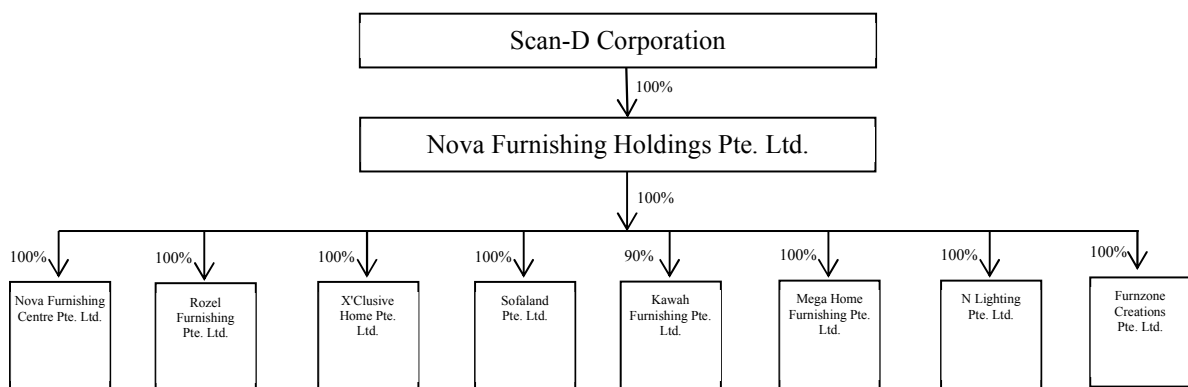 Scan-D Corporation
100%
Nova Furnishing Holdings Pte. Ltd.
100%
100%
100%
100%
100%
90%
100%
100%
100%
Nova Furnishing
Centre Pte. Ltd.
Rozel
Furnishing
Pte. Ltd.
X'Clusive
Home Pte.
Ltd.
Sofaland
Pte. Ltd.
Kawah
Furnishing Pte.
Ltd.
Mega Home
Furnishing Pte.
Ltd.
N Lighting
Pte. Ltd.
Furnzone
Creations
Pte. Ltd.